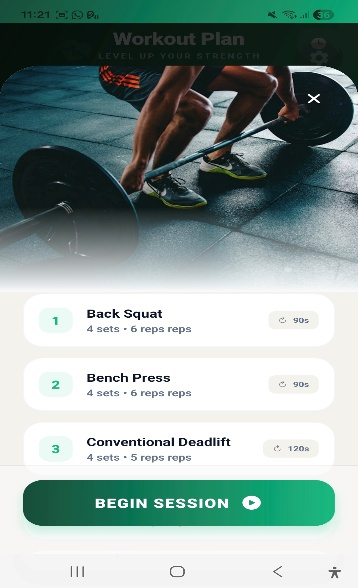 11:21
Workout Plan
LEVEL UP YOUR STRENGTH
1
Back Squat
4 sets • 6 reps reps
90s
2
Bench Press
4 sets • 6 reps reps
90s
3
Conventional Deadlift
4 sets • 5 reps reps
120s
BEGIN SESSION